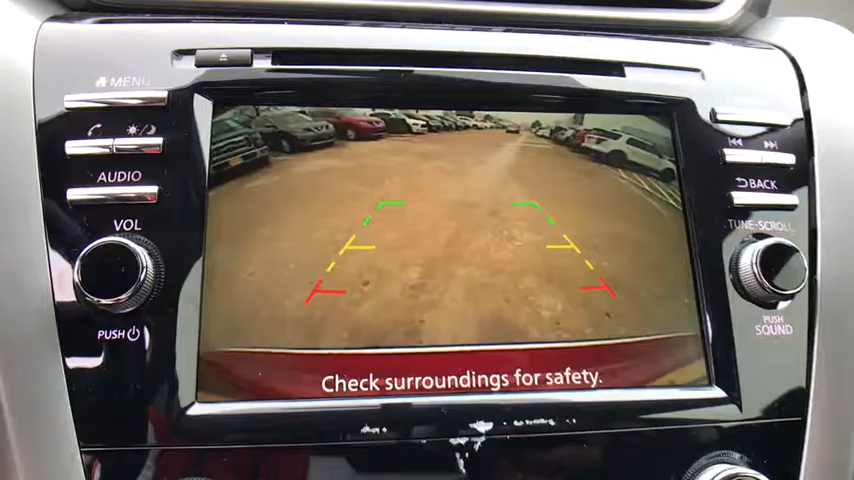 MENU
AUDIO
VOL
PUSH
BACK
TUNE·SCROLL
PUSH
SOUND
Check surroundings for safety.